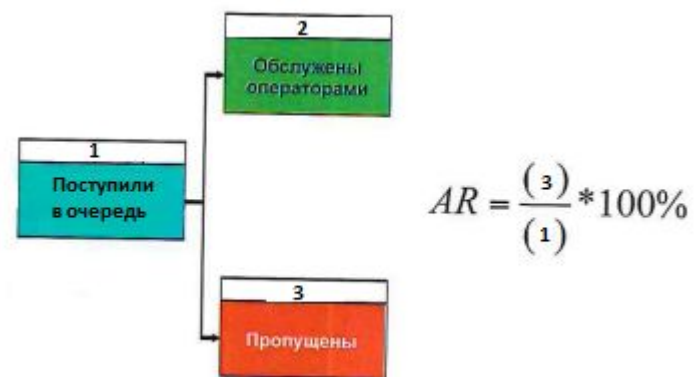 2
Обслужены
операторами
1
Поступили
в очередь
AR = (3) / (1) *100%
3
Пропущены